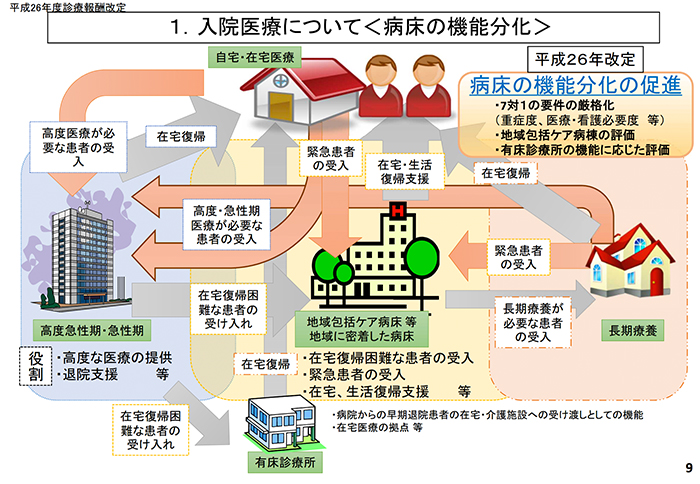 平成26年度診療報酬改定
1．入院医療について＜病床の機能分化＞
自宅・在宅医療
平成26年改定
病床の機能分化の促進
・7対1の要件の厳格化
（重症度、医療・看護必要度　等）
・地域包括ケア病棟の評価
・有床診療所の機能に応じた評価
高度医療が必
要な患者の受
入
在宅復帰
緊急患者
の受入
在宅・生活
復帰支援
在宅復帰
高度・急性期
医療が必要な
患者の受入
緊急患者
の受入
在宅復帰困
難な患者の
受け入れ
長期療養が
必要な患者
の受入
高度急性期・急性期
地域包括ケア病床 等
地域に密着した病床
長期療養
役
割
・高度な医療の提供
・退院支援　　等
在宅復帰
・在宅復帰困難な患者の受入
・緊急患者の受入
・在宅、生活復帰支援　　等
在宅復帰困
難な患者の
受け入れ
・病院からの早期退院患者の在宅・介護施設への受け渡しとしての機能
・在宅医療の拠点 等
有床診療所
H
9